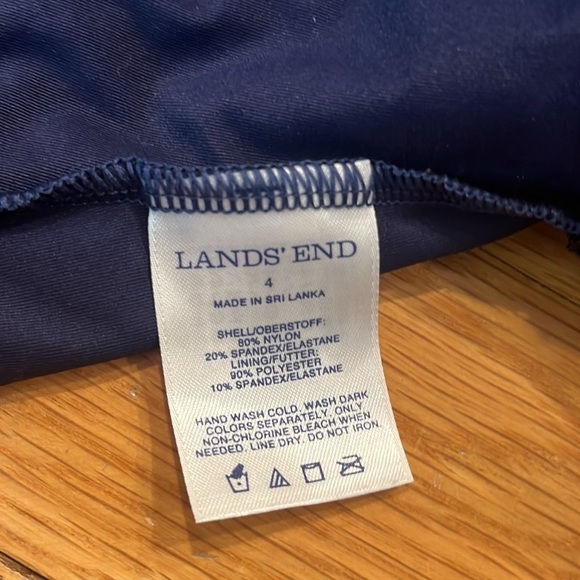 LANDS' END
4
MADE IN SRI LANKA
SHELL/OBERSTOFF:
80% NYLON
20% SPANDEX/ELASTANE
LINING/FUTTER:
90% POLYESTER
10% SPANDEX/ELASTANE
HAND WASH COLD. WASH DARK
COLORS SEPARATELY. ONLY
NON-CHLORINE BLEACH WHEN
NEEDED. LINE DRY. DO NOT IRON.